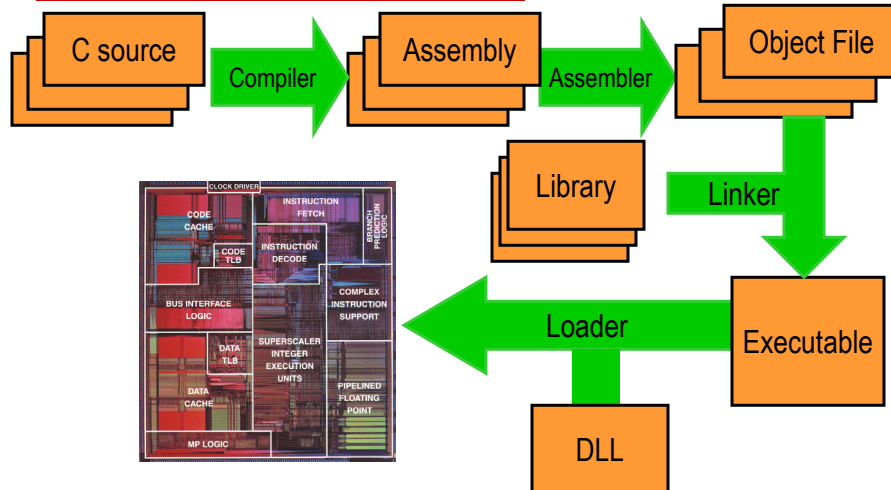 C source
Compiler
Assembly
Assembler
Object File
Library
Linker
CLOCK DRIVER
CODE
CACHE
INSTRUCTION
FETCH
BRANCH
PREDICTION
LOGIC
CODE
TLB
INSTRUCTION
DECODE
BUS INTERFACE
LOGIC
COMPLEX
INSTRUCTION
SUPPORT
DATA
TLB
SUPERSCALER
INTEGER
EXECUTION
UNITS
DATA
CACHE
PIPELINED
FLOATING
POINT
MP LOGIC
Loader
Executable
DLL